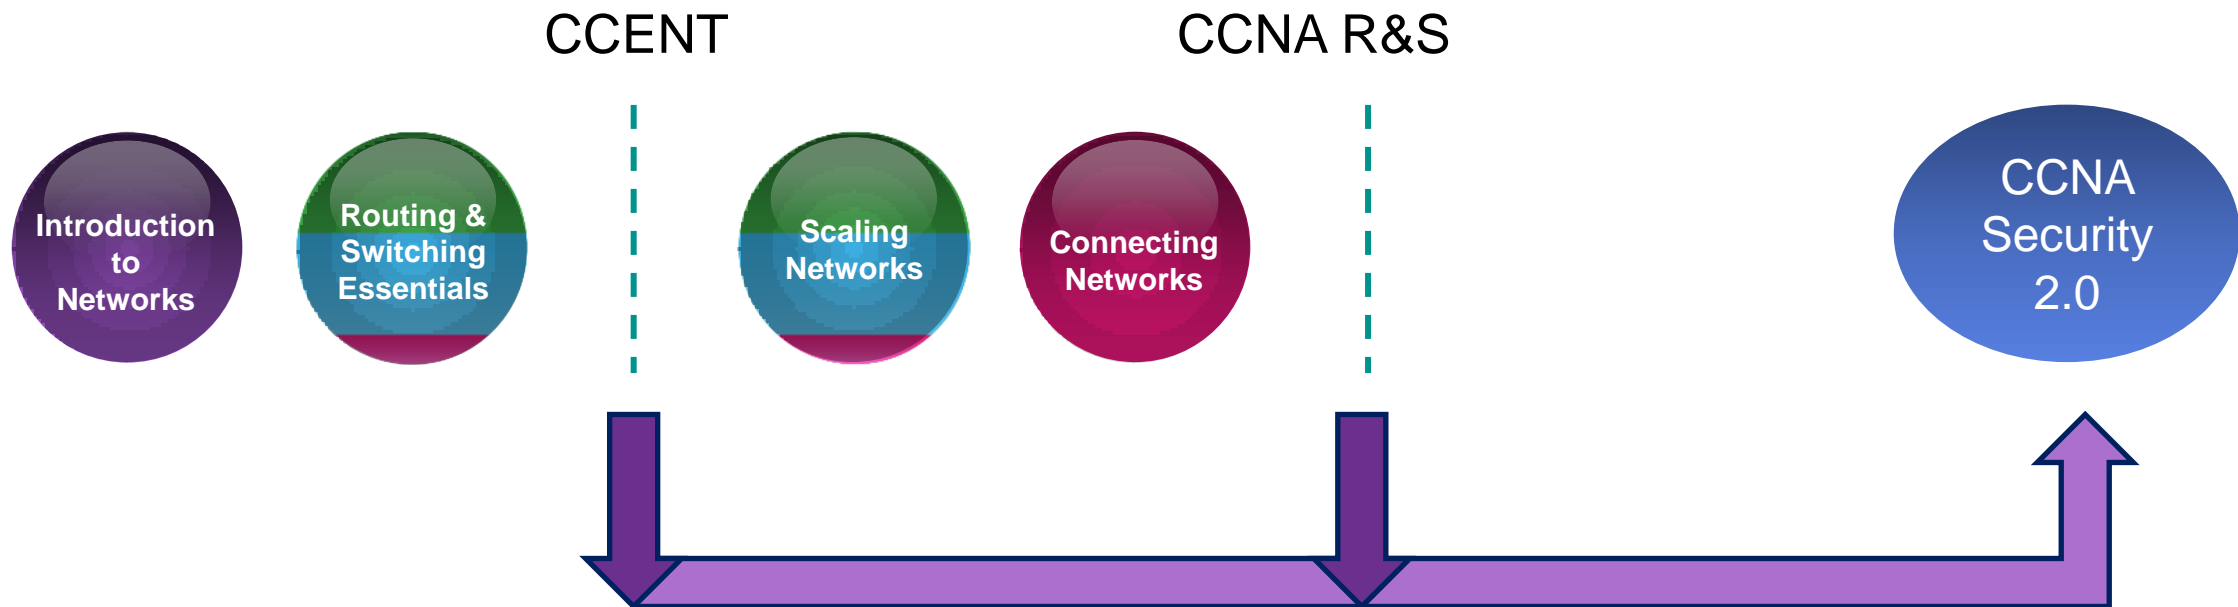 CCENT
CCNA R&S
Introduction
to
Networks
Routing &
Switching
Essentials
Scaling
Networks
Connecting
Networks
CCNA
Security
2.0